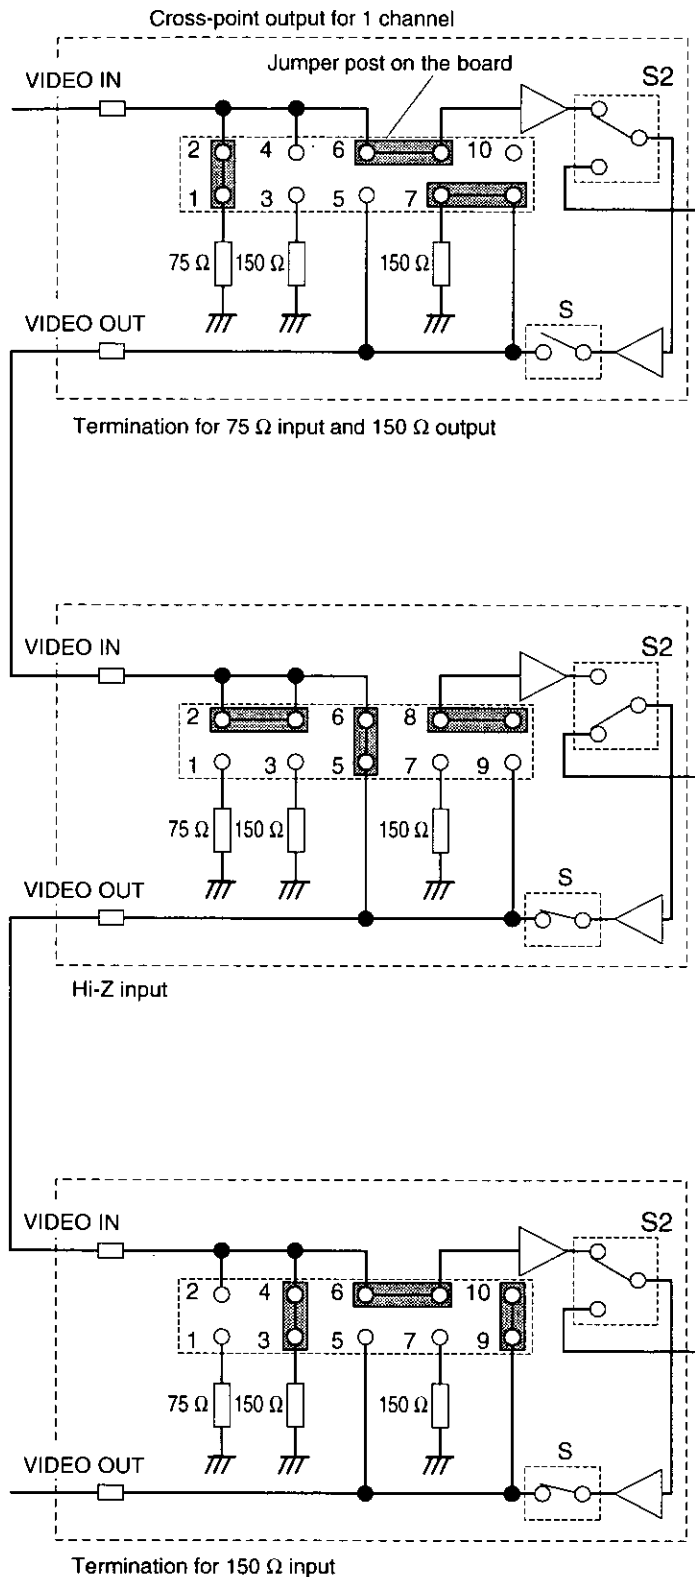 Cross-point output for 1 channel
VIDEO IN
Jumper post on the board
S2
2 4 6 10
1 3 5 7
75 Ω 150 Ω 150 Ω
VIDEO OUT
S
Termination for 75 Ω input and 150 Ω output
VIDEO IN
S2
2 6 8
1 3 5 7 9
75 Ω 150 Ω 150 Ω
VIDEO OUT
S
Hi-Z input
VIDEO IN
S2
2 4 6 10
1 3 5 7 9
75 Ω 150 Ω 150 Ω
VIDEO OUT
S
Termination for 150 Ω input